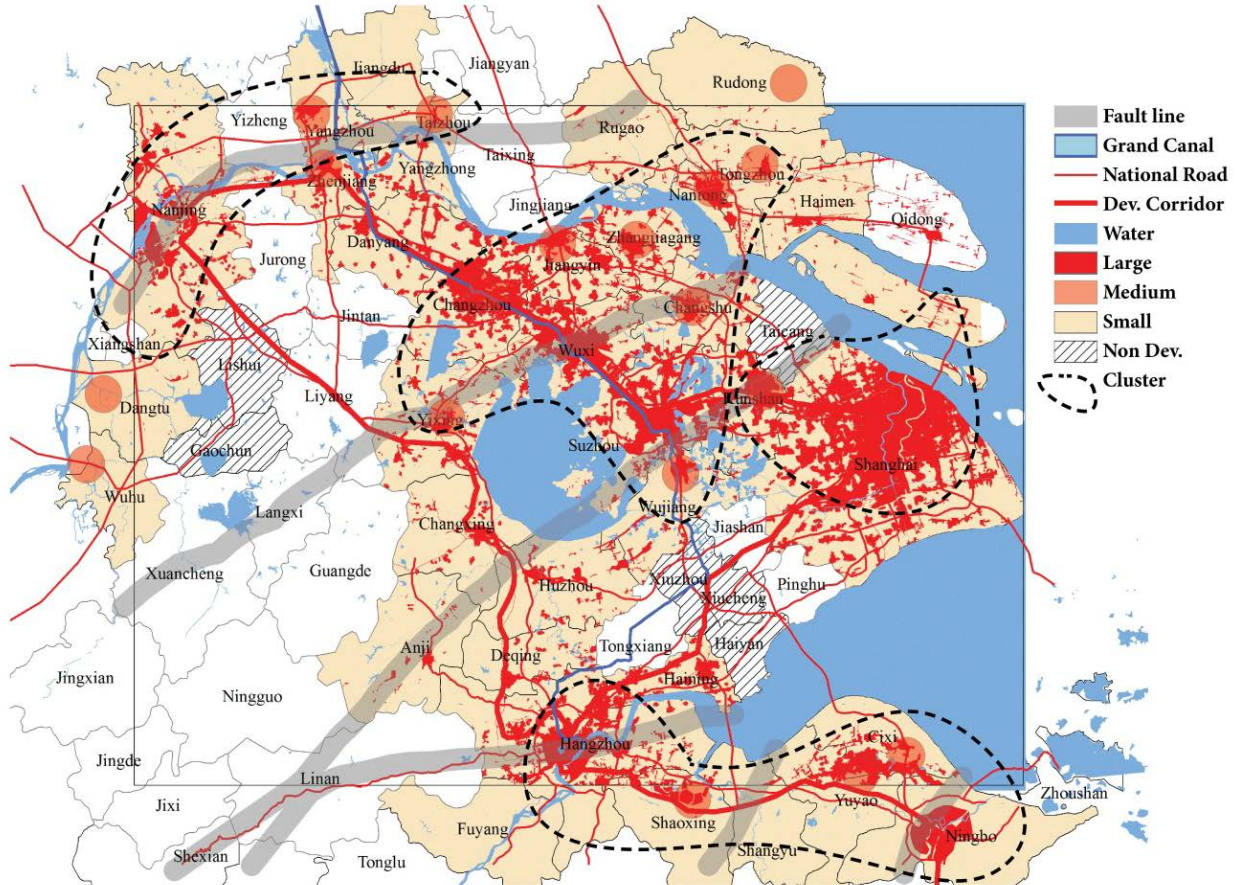 Jiangdu
Jiangyan
Rudong
Yizheng
Yangzhou
Taizhou
Rugao
Taixing
Yangzhong
Zhenjiang
Tongzhou
Nantong
Haimen
Qidong
Nanjing
Jingjiang
Danyang
Zhangjiagang
Jurong
Jiangyin
Changzhou
Changshu
Jintan
Taicang
Xiangshan
Wuxi
Lishui
Liyang
Kunshan
Dangtu
Yixing
Suzhou
Gaochun
Shanghai
Wuhu
Wujiang
Langxi
Changxing
Jiashan
Xuancheng
Guangde
Huzhou
Xiuzhou
Pinghu
Xiucheng
Anji
Deqing
Tongxiang
Haiyan
Jingxian
Ningguo
Haining
Hangzhou
Cixi
Jingde
Linan
Zhoushan
Jixi
Yuyao
Shaoxing
Fuyang
Ningbo
Shangyu
Shexian
Tonglu
Fault line
Grand Canal
National Road
Dev. Corridor
Water
Large
Medium
Small
Non Dev.
Cluster